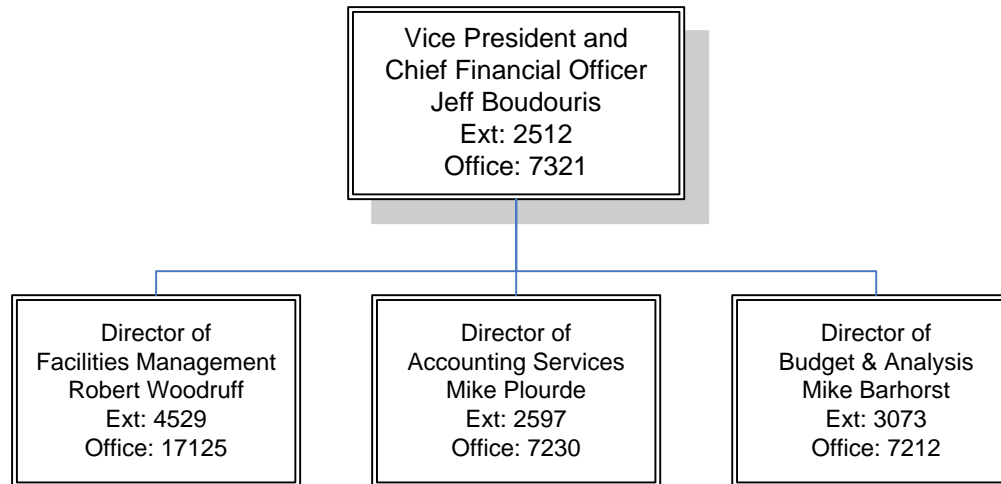 Vice President and
Chief Financial Officer
Jeff Boudouris
Ext: 2512
Office: 7321
Director of
Facilities Management
Robert Woodruff
Ext: 4529
Office: 17125
Director of
Accounting Services
Mike Plourde
Ext: 2597
Office: 7230
Director of
Budget & Analysis
Mike Barhorst
Ext: 3073
Office: 7212